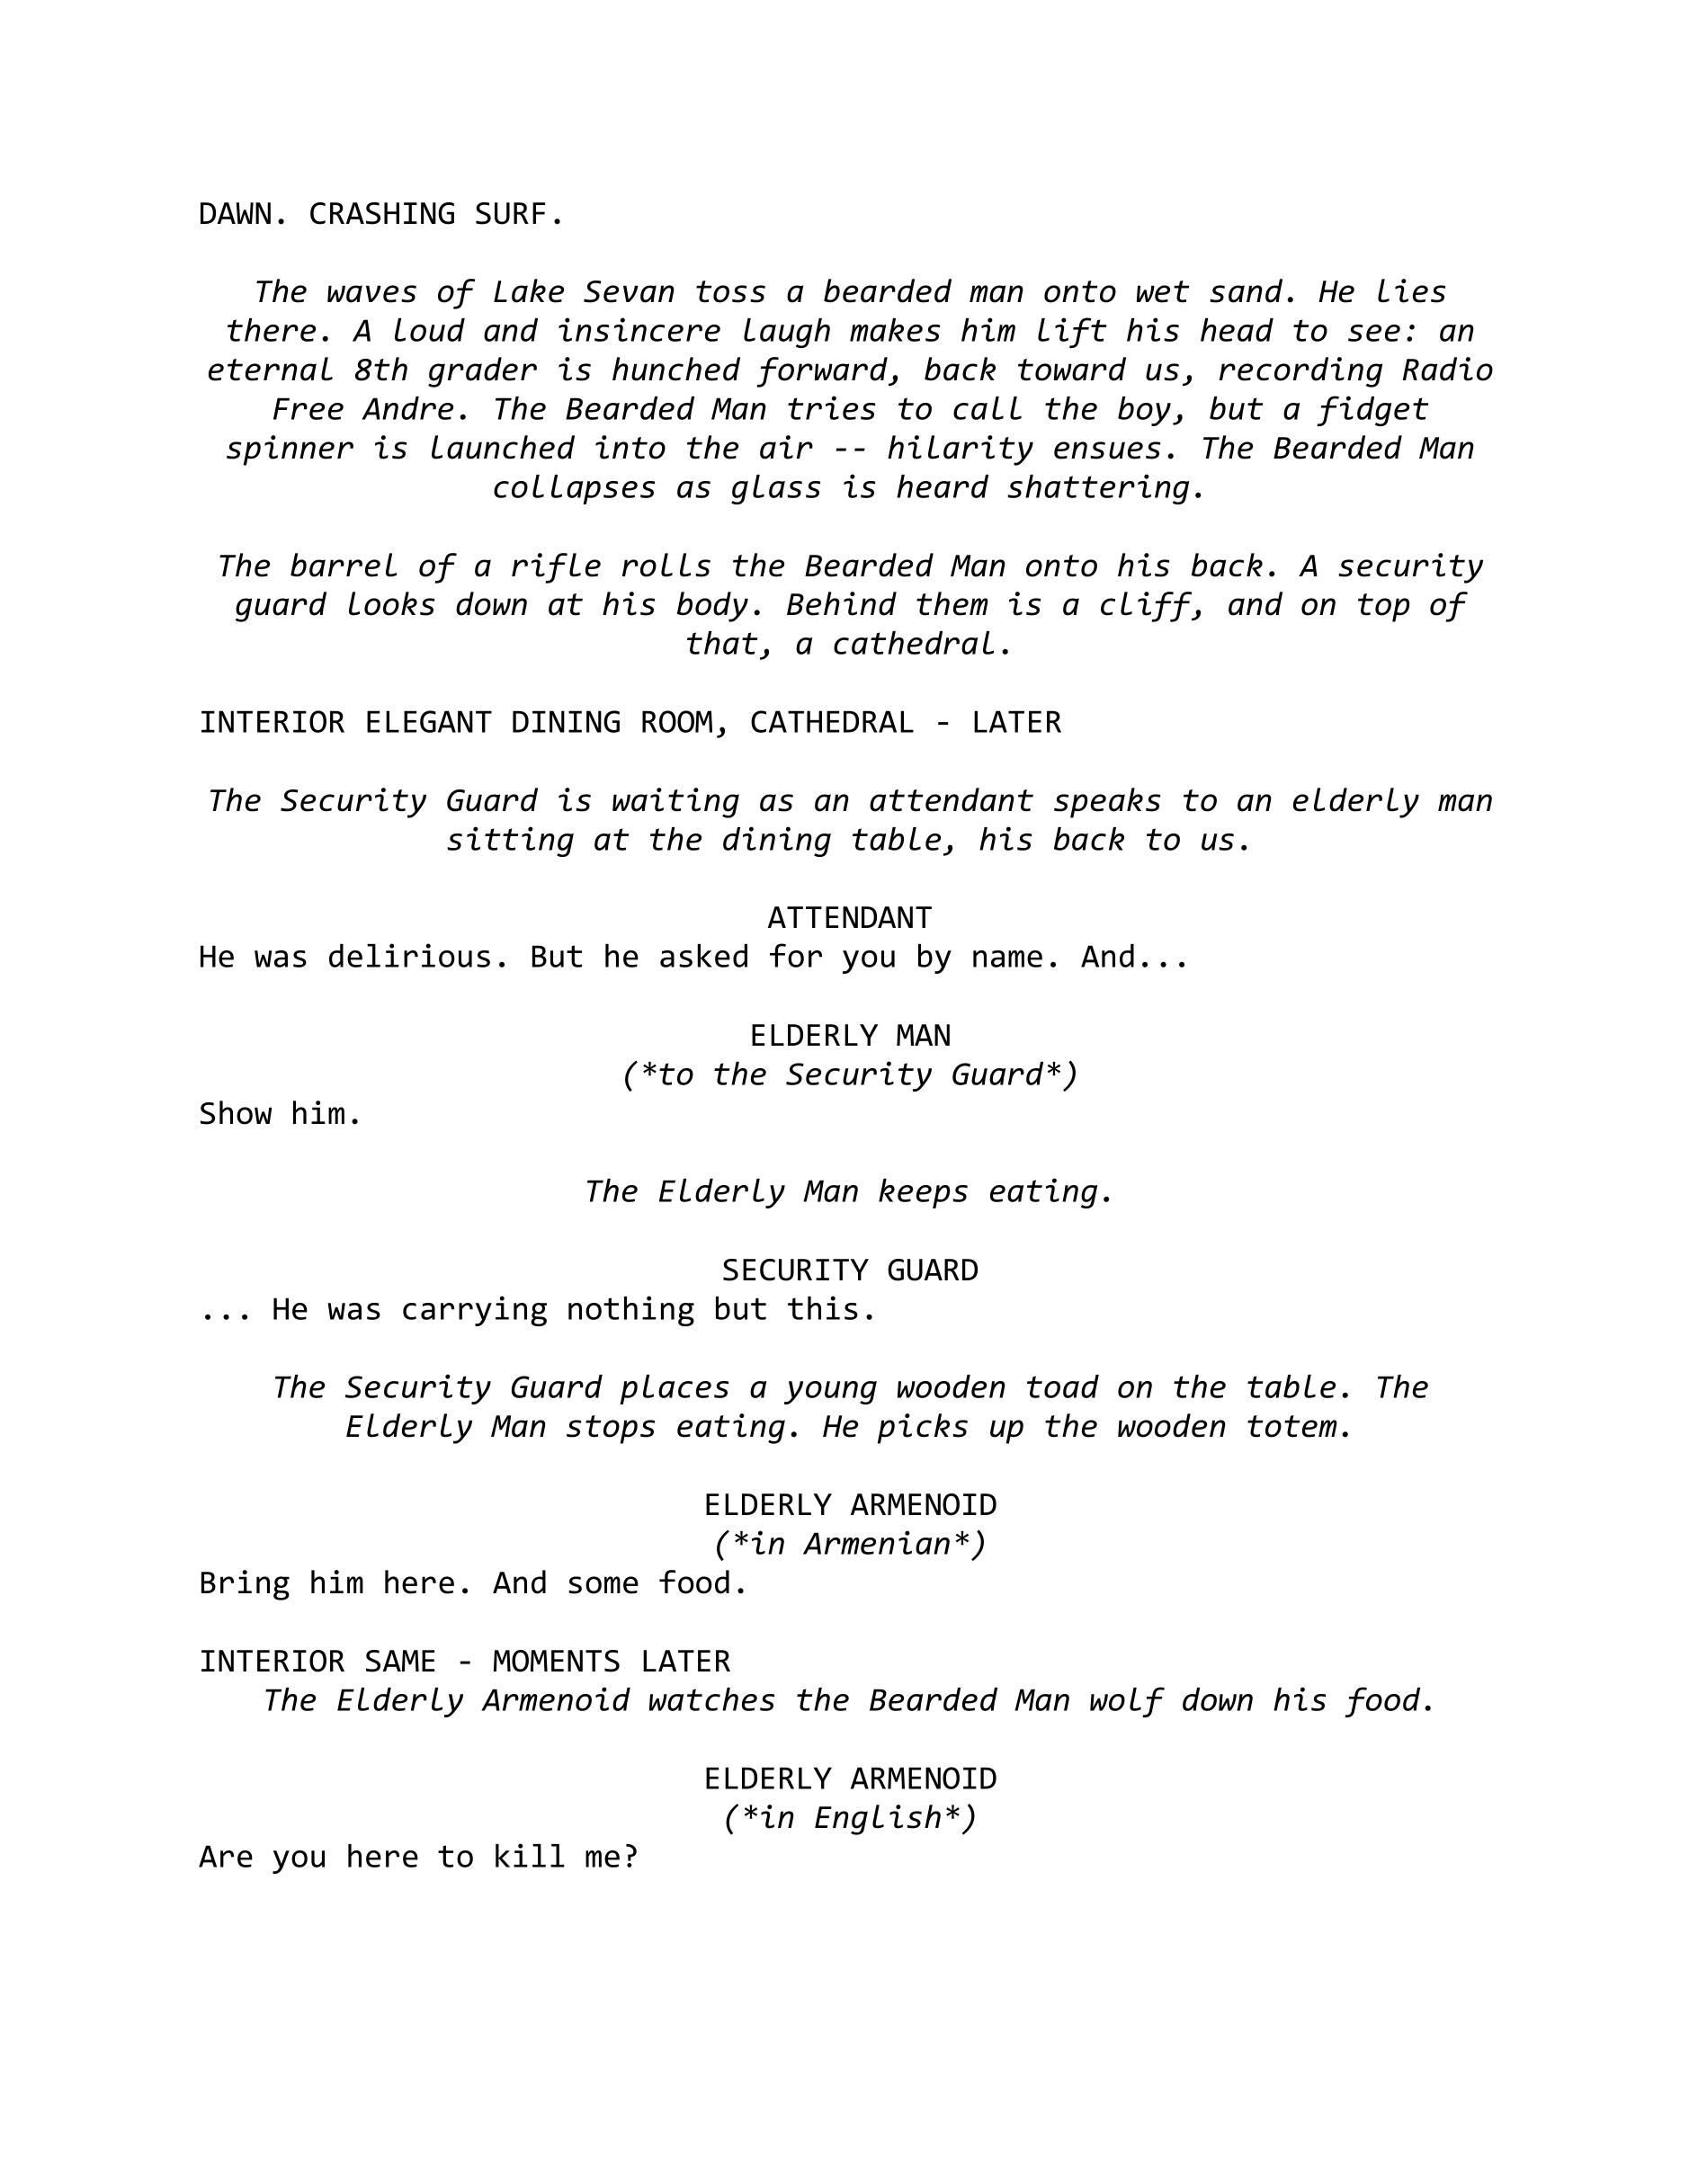 DAWN. CRASHING SURF.
The waves of Lake Sevan toss a bearded man onto wet sand. He lies
there. A loud and insincere laugh makes him lift his head to see: an
eternal 8th grader is hunched forward, back toward us, recording Radio
Free Andre. The Bearded Man tries to call the boy, but a fidget
spinner is launched into the air -- hilarity ensues. The Bearded Man
collapses as glass is heard shattering.
The barrel of a rifle rolls the Bearded Man onto his back. A security
guard looks down at his body. Behind them is a cliff, and on top of
that, a cathedral.
INTERIOR ELEGANT DINING ROOM, CATHEDRAL - LATER
The Security Guard is waiting as an attendant speaks to an elderly man
sitting at the dining table, his back to us.
ATTENDANT
He was delirious. But he asked for you by name. And...
ELDERLY MAN
(*to the Security Guard*)
Show him.
The Elderly Man keeps eating.
SECURITY GUARD
... He was carrying nothing but this.
The Security Guard places a young wooden toad on the table. The
Elderly Man stops eating. He picks up the wooden totem.
ELDERLY ARMENOID
(*in Armenian*)
Bring him here. And some food.
INTERIOR SAME - MOMENTS LATER
The Elderly Armenoid watches the Bearded Man wolf down his food.
ELDERLY ARMENOID
(*in English*)
Are you here to kill me?